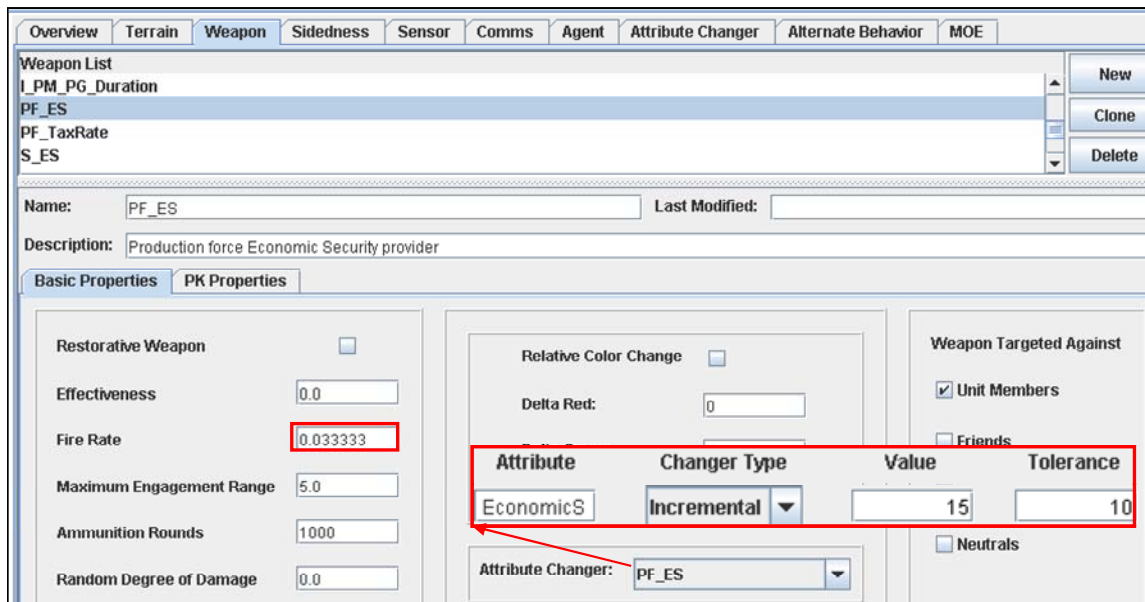 Overview Terrain Weapon Sidedness Sensor Comms Agent Attribute Changer Alternate Behavior MOE
Weapon List
I_PM_PG_Duration
PF_ES
PF_TaxRate
S_ES
New
Clone
Delete
Name: PF_ES Last Modified:
Description: Production force Economic Security provider
Basic Properties PK Properties
Restorative Weapon
Effectiveness 0.0
Fire Rate 0.033333
Maximum Engagement Range 5.0
Ammunition Rounds 1000
Random Degree of Damage 0.0
Relative Color Change
Delta Red: 0
Attribute Changer Type Value Tolerance
EconomicS Incremental 15 10
Attribute Changer: PF_ES
Weapon Targeted Against
Unit Members
Friends
Neutrals